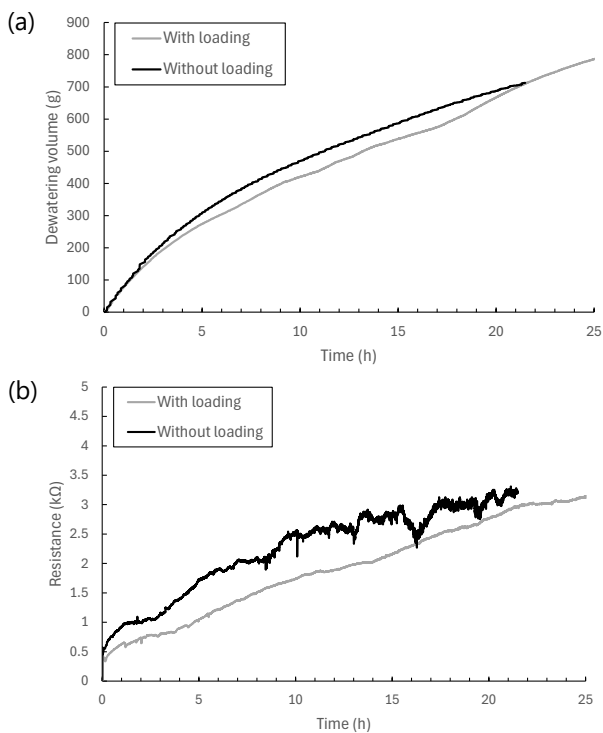 (a)
With loading
Without loading
Dewatering volume (g)
900
800
700
600
500
400
300
200
100
0
0 5 10 15 20 25
Time (h)
(b)
With loading
Without loading
Resistance (kΩ)
5
4.5
4
3.5
3
2.5
2
1.5
1
0.5
0
0 5 10 15 20 25
Time (h)